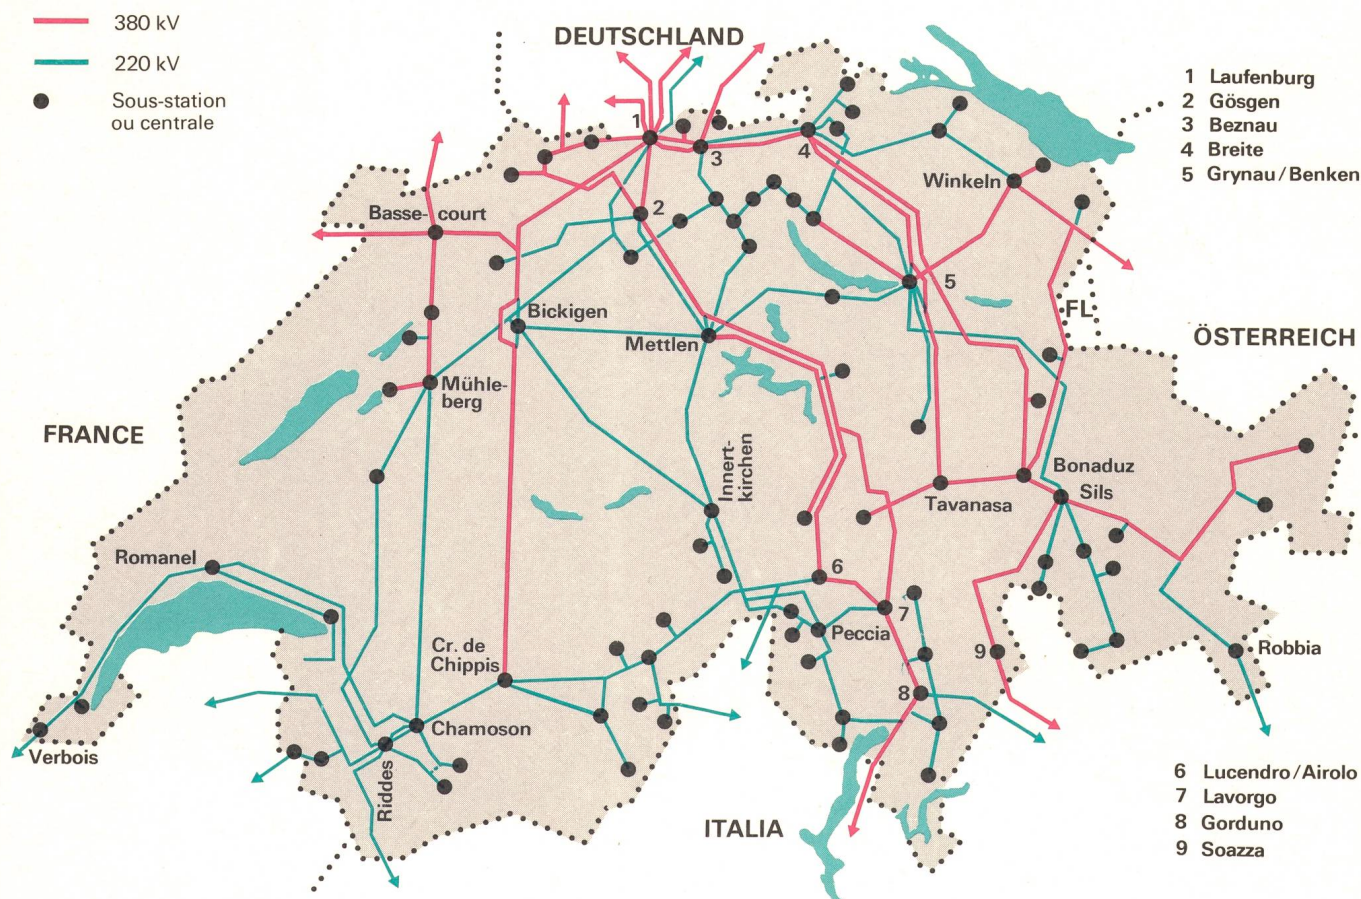 380 kV
220 kV
Sous-station
ou centrale
DEUTSCHLAND
1 Laufenburg
2 Gösgen
3 Beznau
4 Breite
5 Grynau/Benken
1
3
4
Winkeln
2
Basse-court
5
FL
Bickigen
Mettlen
ÖSTERREICH
Mühle-
berg
FRANCE
Innert-
kirchen
Bonaduz
Sils
Tavanasa
Romanel
6
7
Peccia
Cr. de
Chippis
9
Robbia
8
Chamoson
Verbois
Riddes
ITALIA
6 Lucendro/Airolo
7 Lavorgo
8 Gorduno
9 Soazza